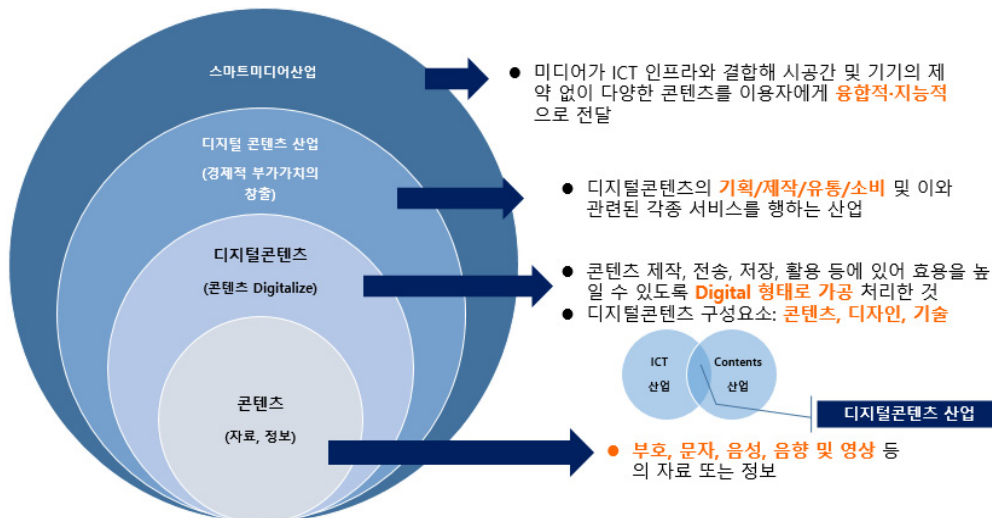 스마트미디어산업
● 미디어가 ICT 인프라와 결합해 시공간 및 기기의 제
약 없이 다양한 콘텐츠를 이용자에게 융합적·지능적
으로 전달
디지털 콘텐츠 산업
(경제적 부가가치의
창출)
● 디지털콘텐츠의 기획/제작/유통/소비 및 이와
관련된 각종 서비스를 행하는 산업
디지털콘텐츠
(콘텐츠 Digitalize)
● 콘텐츠 제작, 전송, 저장, 활용 등에 있어 효용을 높
일 수 있도록 Digital 형태로 가공 처리한 것
● 디지털콘텐츠 구성요소: 콘텐츠, 디자인, 기술
ICT
산업
Contents
산업
디지털콘텐츠 산업
콘텐츠
(자료, 정보)
● 부호, 문자, 음성, 음향 및 영상 등
의 자료 또는 정보